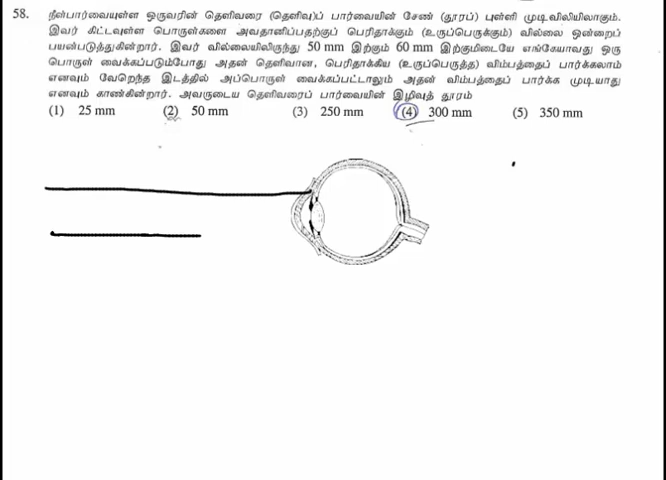 58. நீள்பார்வையுள்ள ஒருவரின் தெளிவரை (தெளிவு)ப் பார்வையின் சேண் (தூரப்) புள்ளி முடிவிலியிலாகும்.
இவர் கிட்டவுள்ள பொருள்களை அவதானிப்பதற்குப் பெரிதாக்கும் (உருப்பெருக்கும்) வில்லை ஒன்றைப்
பயன்படுத்துகின்றார். இவர் வில்லையிலிருந்து 50 mm இற்கும் 60 mm இற்குமிடையே எங்கேயாவது ஒரு
பொருள் வைக்கப்படும்போது அதன் தெளிவான, பெரிதாக்கிய (உருப்பெருத்த) விம்பத்தைப் பார்க்கலாம்
எனவும் வேறெந்த இடத்தில் அப்பொருள் வைக்கப்பட்டாலும் அதன் விம்பத்தைப் பார்க்க முடியாது
எனவும் காண்கின்றார். அவருடைய தெளிவரைப் பார்வையின் இழிவுத் தூரம்
(1) 25 mm (2) 50 mm (3) 250 mm (4) 300 mm (5) 350 mm